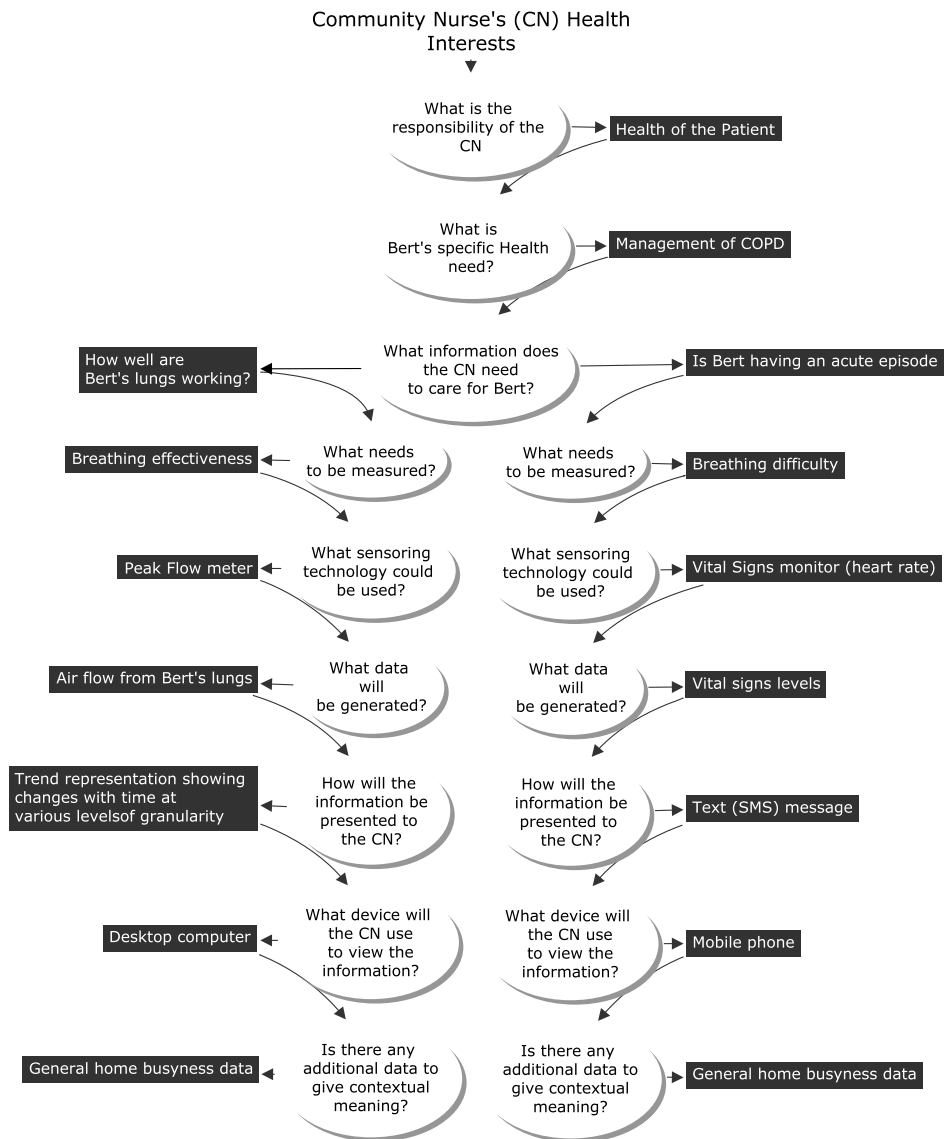 Community Nurse's (CN) Health
Interests
What is the
responsibility of the
CN
Health of the Patient
What is
Bert's specific Health
need?
Management of COPD
How well are
Bert's lungs working?
What information does
the CN need
to care for Bert?
Is Bert having an acute episode
Breathing effectiveness
What needs
to be measured?
What needs
to be measured?
Breathing difficulty
Peak Flow meter
What sensoring
technology could
be used?
What sensoring
technology could
be used?
Vital Signs monitor (heart rate)
Air flow from Bert's lungs
What data
will
be generated?
What data
will
be generated?
Vital signs levels
Trend representation showing
changes with time at
various levelsof granularity
How will the
information be
presented to
the CN?
How will the
information be
presented to
the CN?
Text (SMS) message
Desktop computer
What device will
the CN use
to view the
information?
What device will
the CN use
to view the
information?
Mobile phone
General home busyness data
Is there any
additional data to
give contextual
meaning?
Is there any
additional data to
give contextual
meaning?
General home busyness data